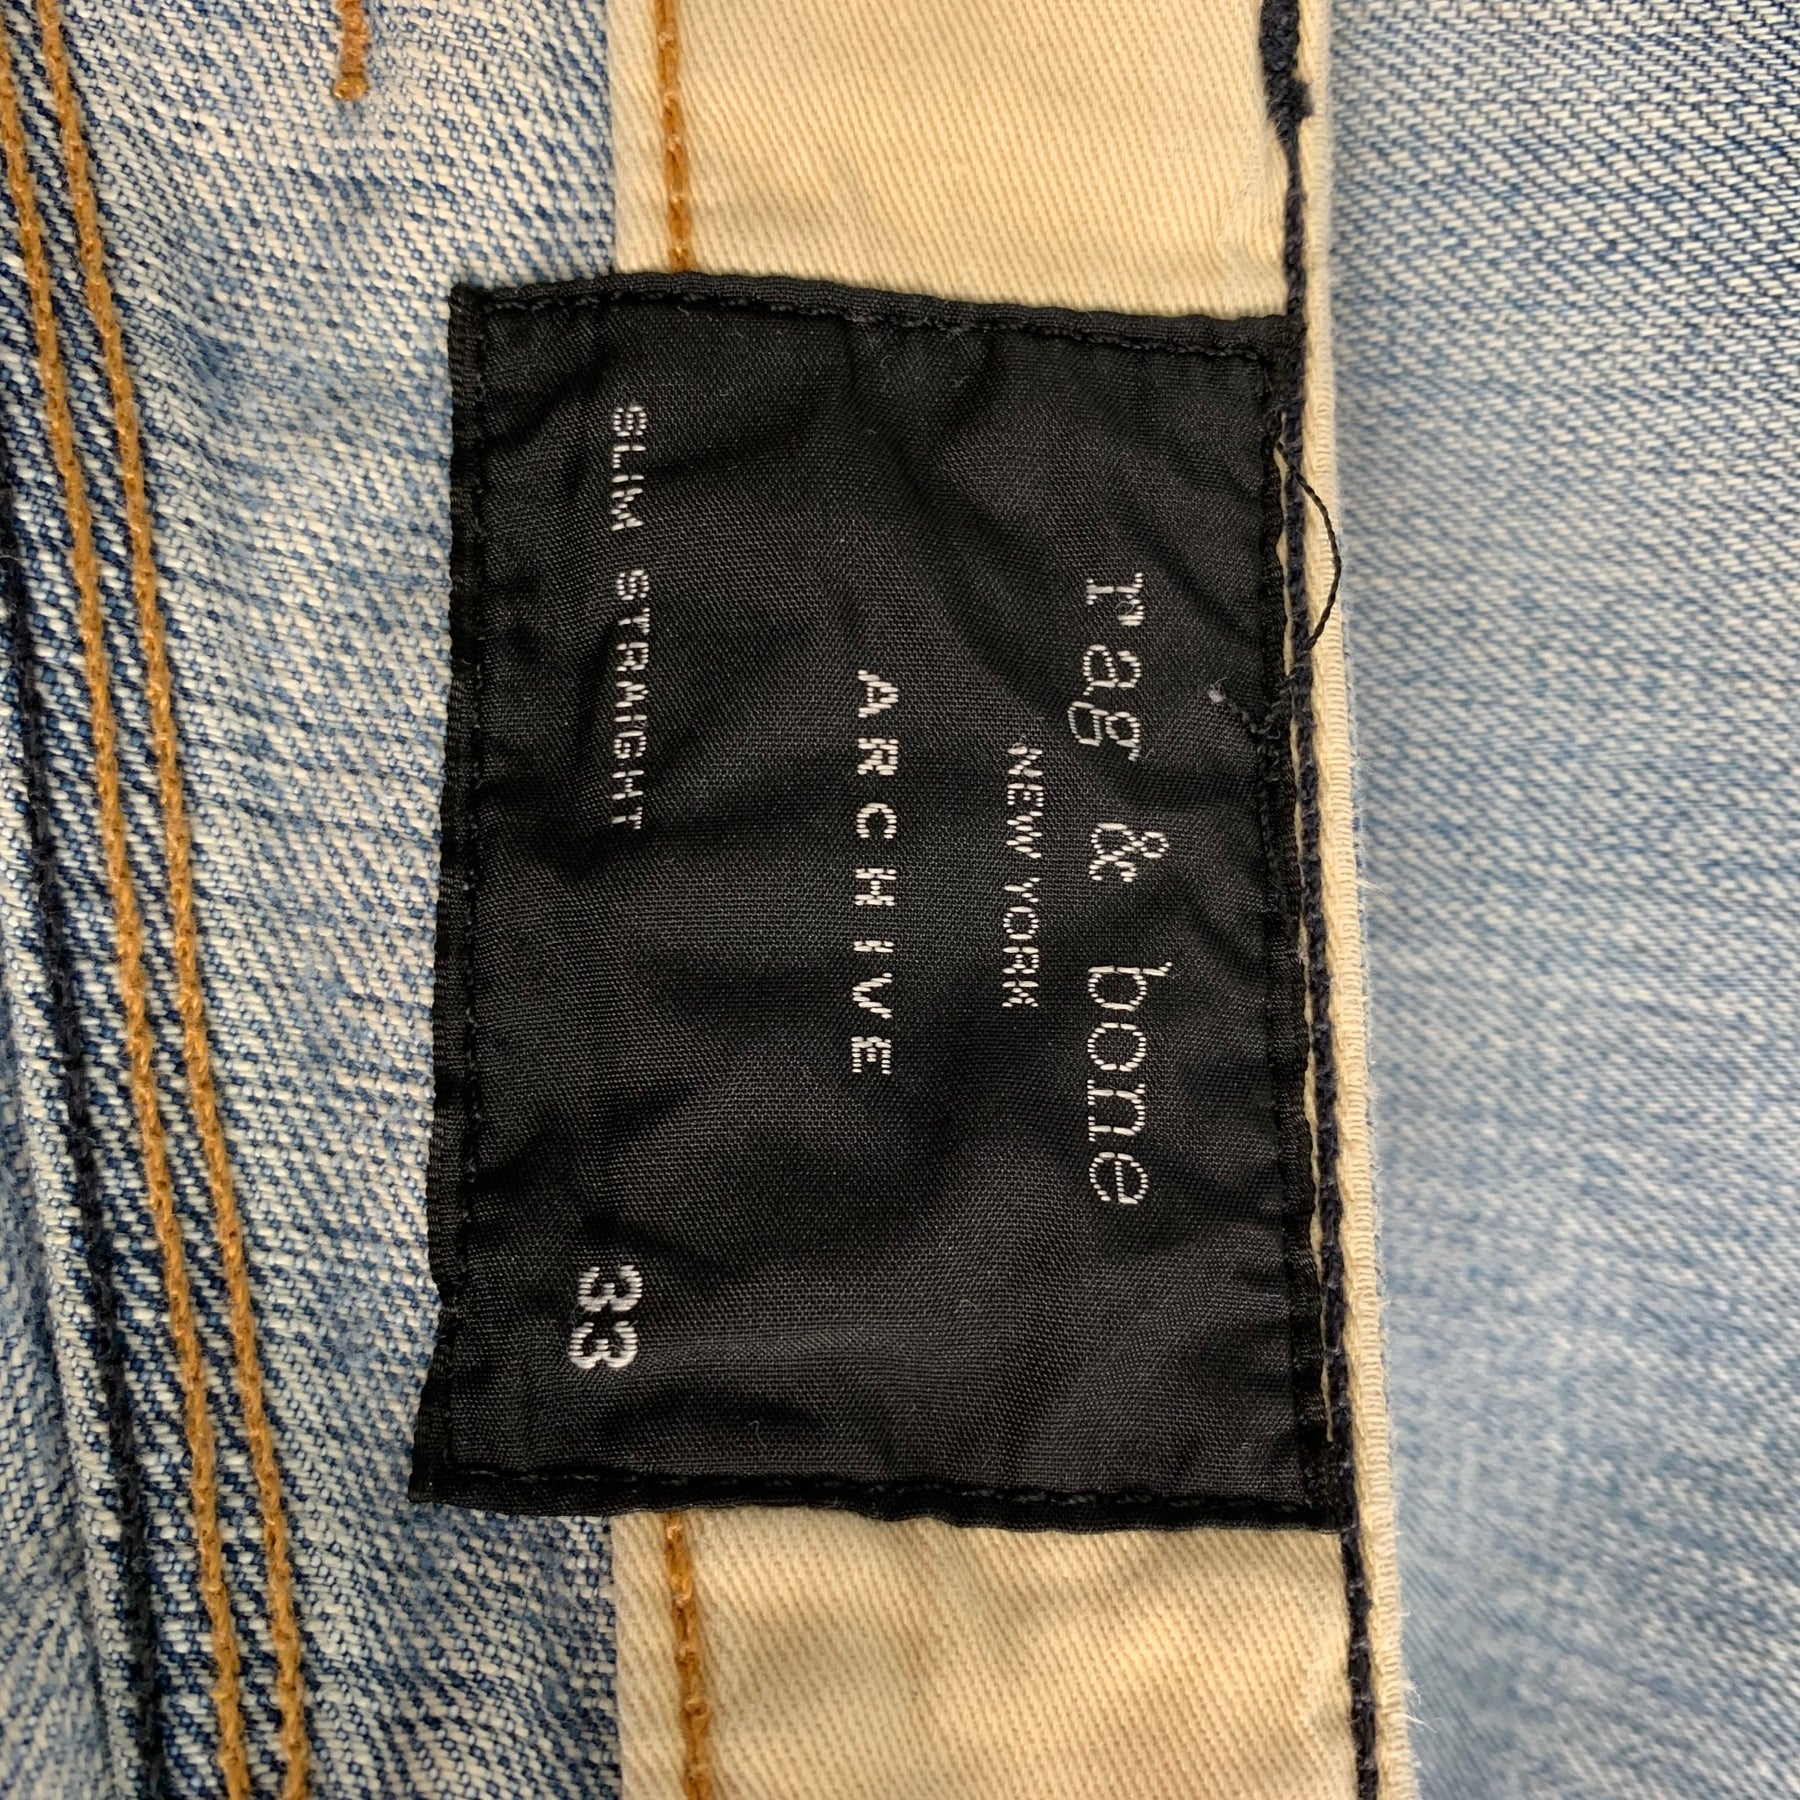 rag & bone
NEW YORK
ARCHIVE
SLIM STRAIGHT 33